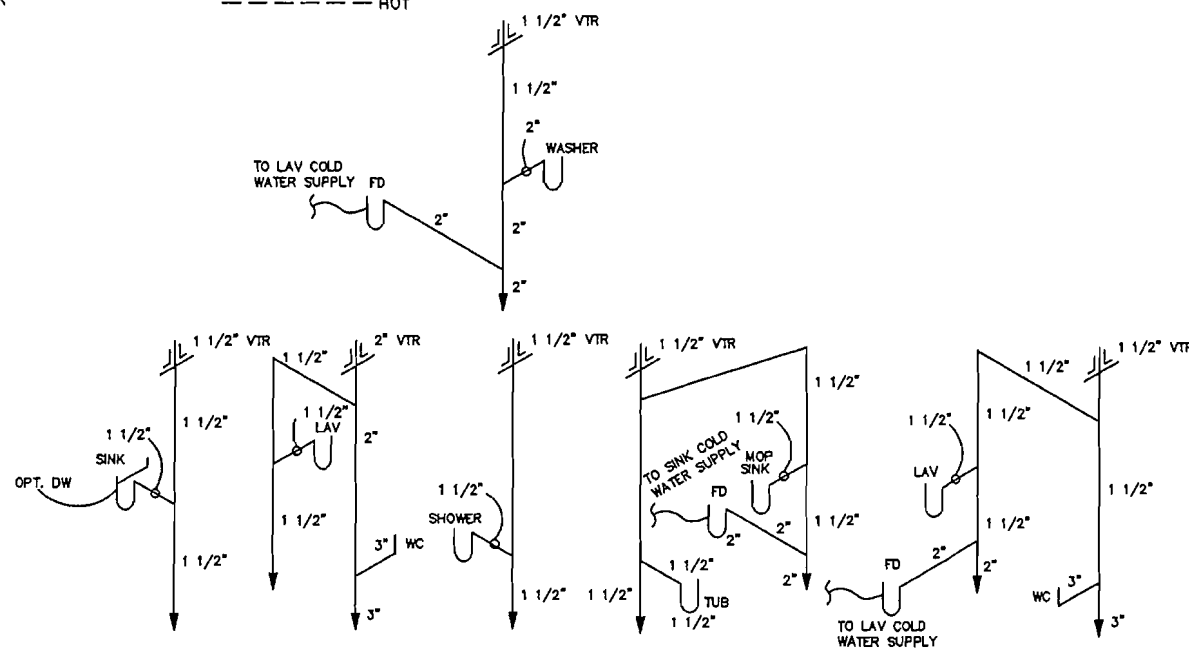 HOT
1 1/2" VTR
1 1/2"
2"
WASHER
TO LAV COLD
WATER SUPPLY
FD
2"
2"
2"
1 1/2" VTR
1 1/2"
1 1/2"
SINK
OPT. DW
1 1/2"
1 1/2"
2" VTR
1 1/2"
LAV
2"
1 1/2"
3"
WC
3"
1 1/2" VTR
1 1/2"
1 1/2"
SHOWER
1 1/2"
1 1/2" VTR
1 1/2"
1 1/2"
TO SINK COLD
WATER SUPPLY
MOP
SINK
FD
2"
2"
1 1/2"
2"
1 1/2"
1 1/2"
TUB
1 1/2"
1 1/2" VTR
1 1/2"
1 1/2"
1 1/2"
LAV
1 1/2"
1 1/2"
2"
2"
FD
TO LAV COLD
WATER SUPPLY
WC
3"
3"